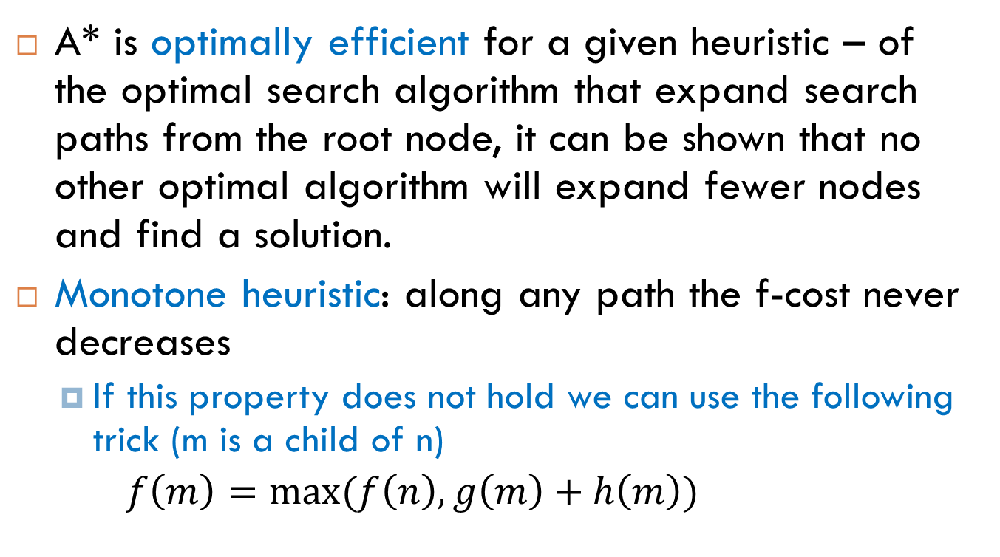 A* is optimally efficient for a given heuristic – of
the optimal search algorithm that expand search
paths from the root node, it can be shown that no
other optimal algorithm will expand fewer nodes
and find a solution.
Monotone heuristic: along any path the f-cost never
decreases
If this property does not hold we can use the following
trick (m is a child of n)
f(m) = max(f(n), g(m) + h(m))